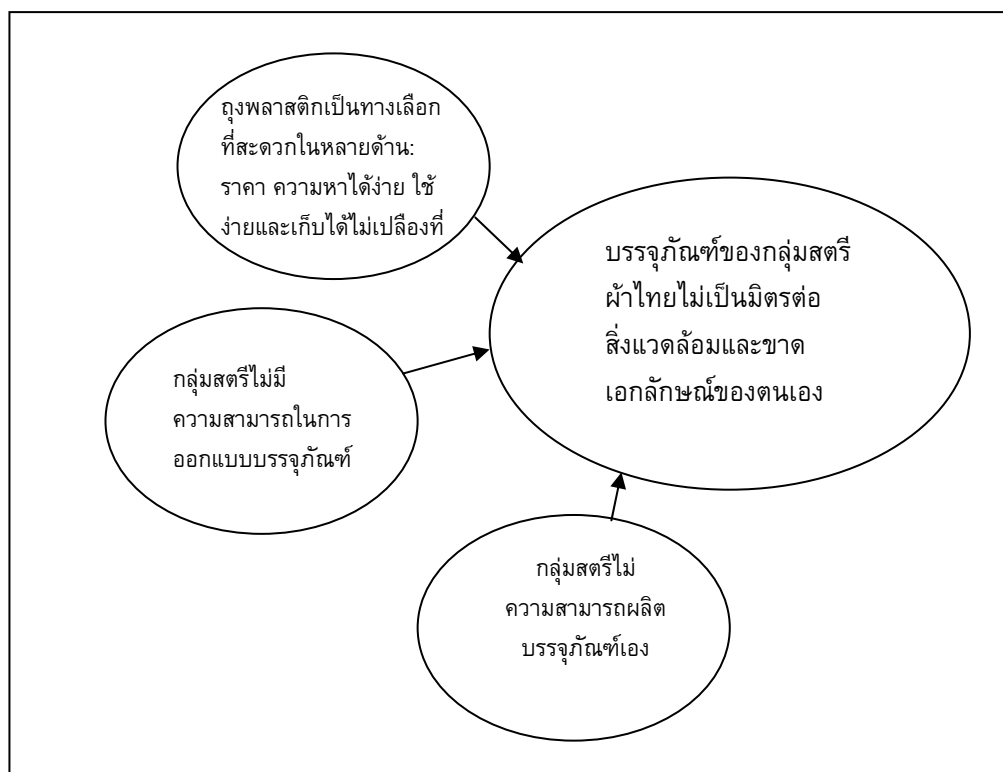 ถุงพลาสติกเป็นทางเลือก
ที่สะดวกในหลายด้าน:
ราคา ความหาได้ง่าย ใช้
ง่ายและเก็บได้ไม่เปลืองที่
บรรจุภัณฑ์ของกลุ่มสตรี
ผ้าไทยไม่เป็นมิตรต่อ
สิ่งแวดล้อมและขาด
เอกลักษณ์ของตนเอง
กลุ่มสตรีไม่มี
ความสามารถในการ
ออกแบบบรรจุภัณฑ์
กลุ่มสตรีไม่
ความสามารถผลิต
บรรจุภัณฑ์เอง